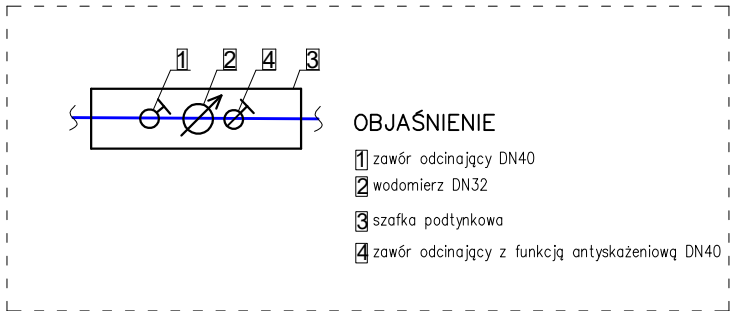 1 2 4 3
OBJAŚNIENIE
1 zawór odcinający DN40
2 wodomierz DN32
3 szafka podtynkowa
4 zawór odcinający z funkcją antyskażeniową DN40